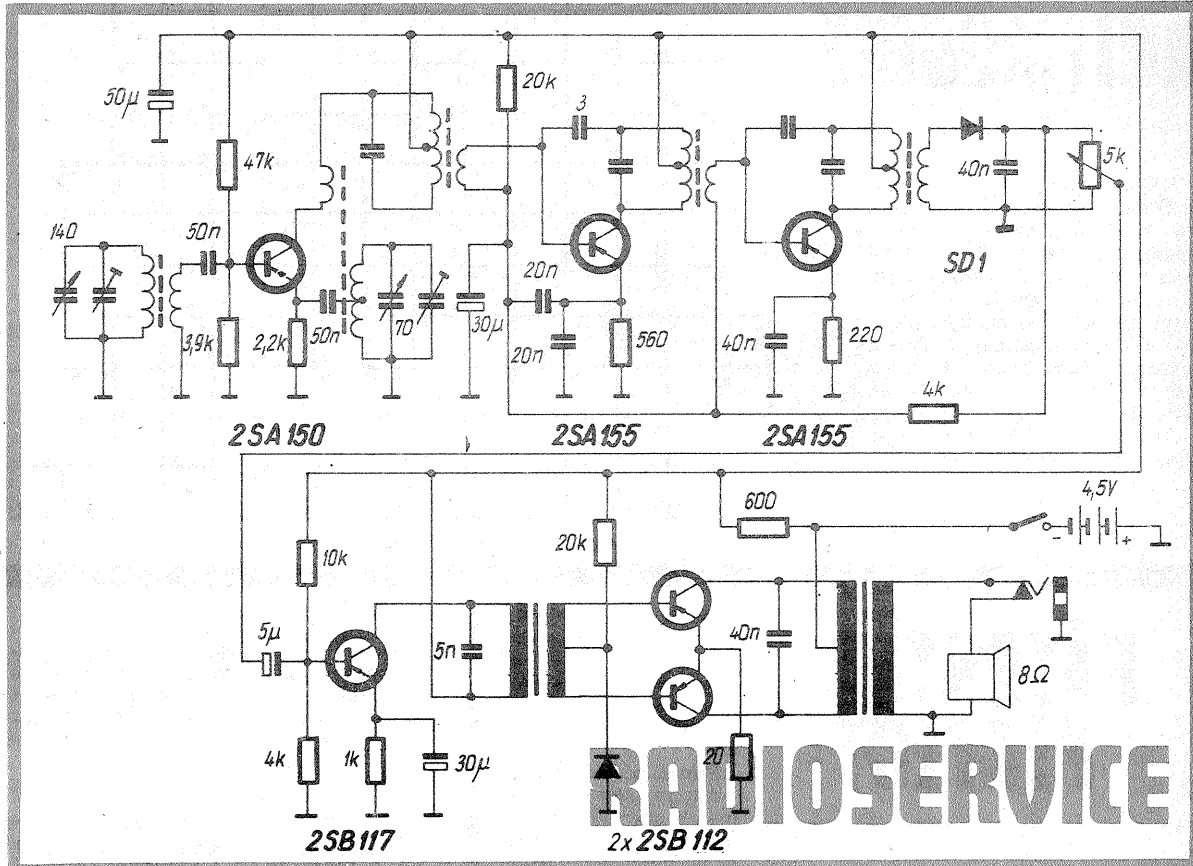 50µ
47k
20k
3
40n
5k
140
50n
SD1
3,9k
2,2k
50n
70
30µ
20n
20n
560
40n
220
4k
2SA150
2SA155
2SA155
600
4,5V
- +
10k
20k
5µ
5n
40n
8Ω
4k
1k
30µ
20
RADIOSERVICE
2SB117
2x 2SB112